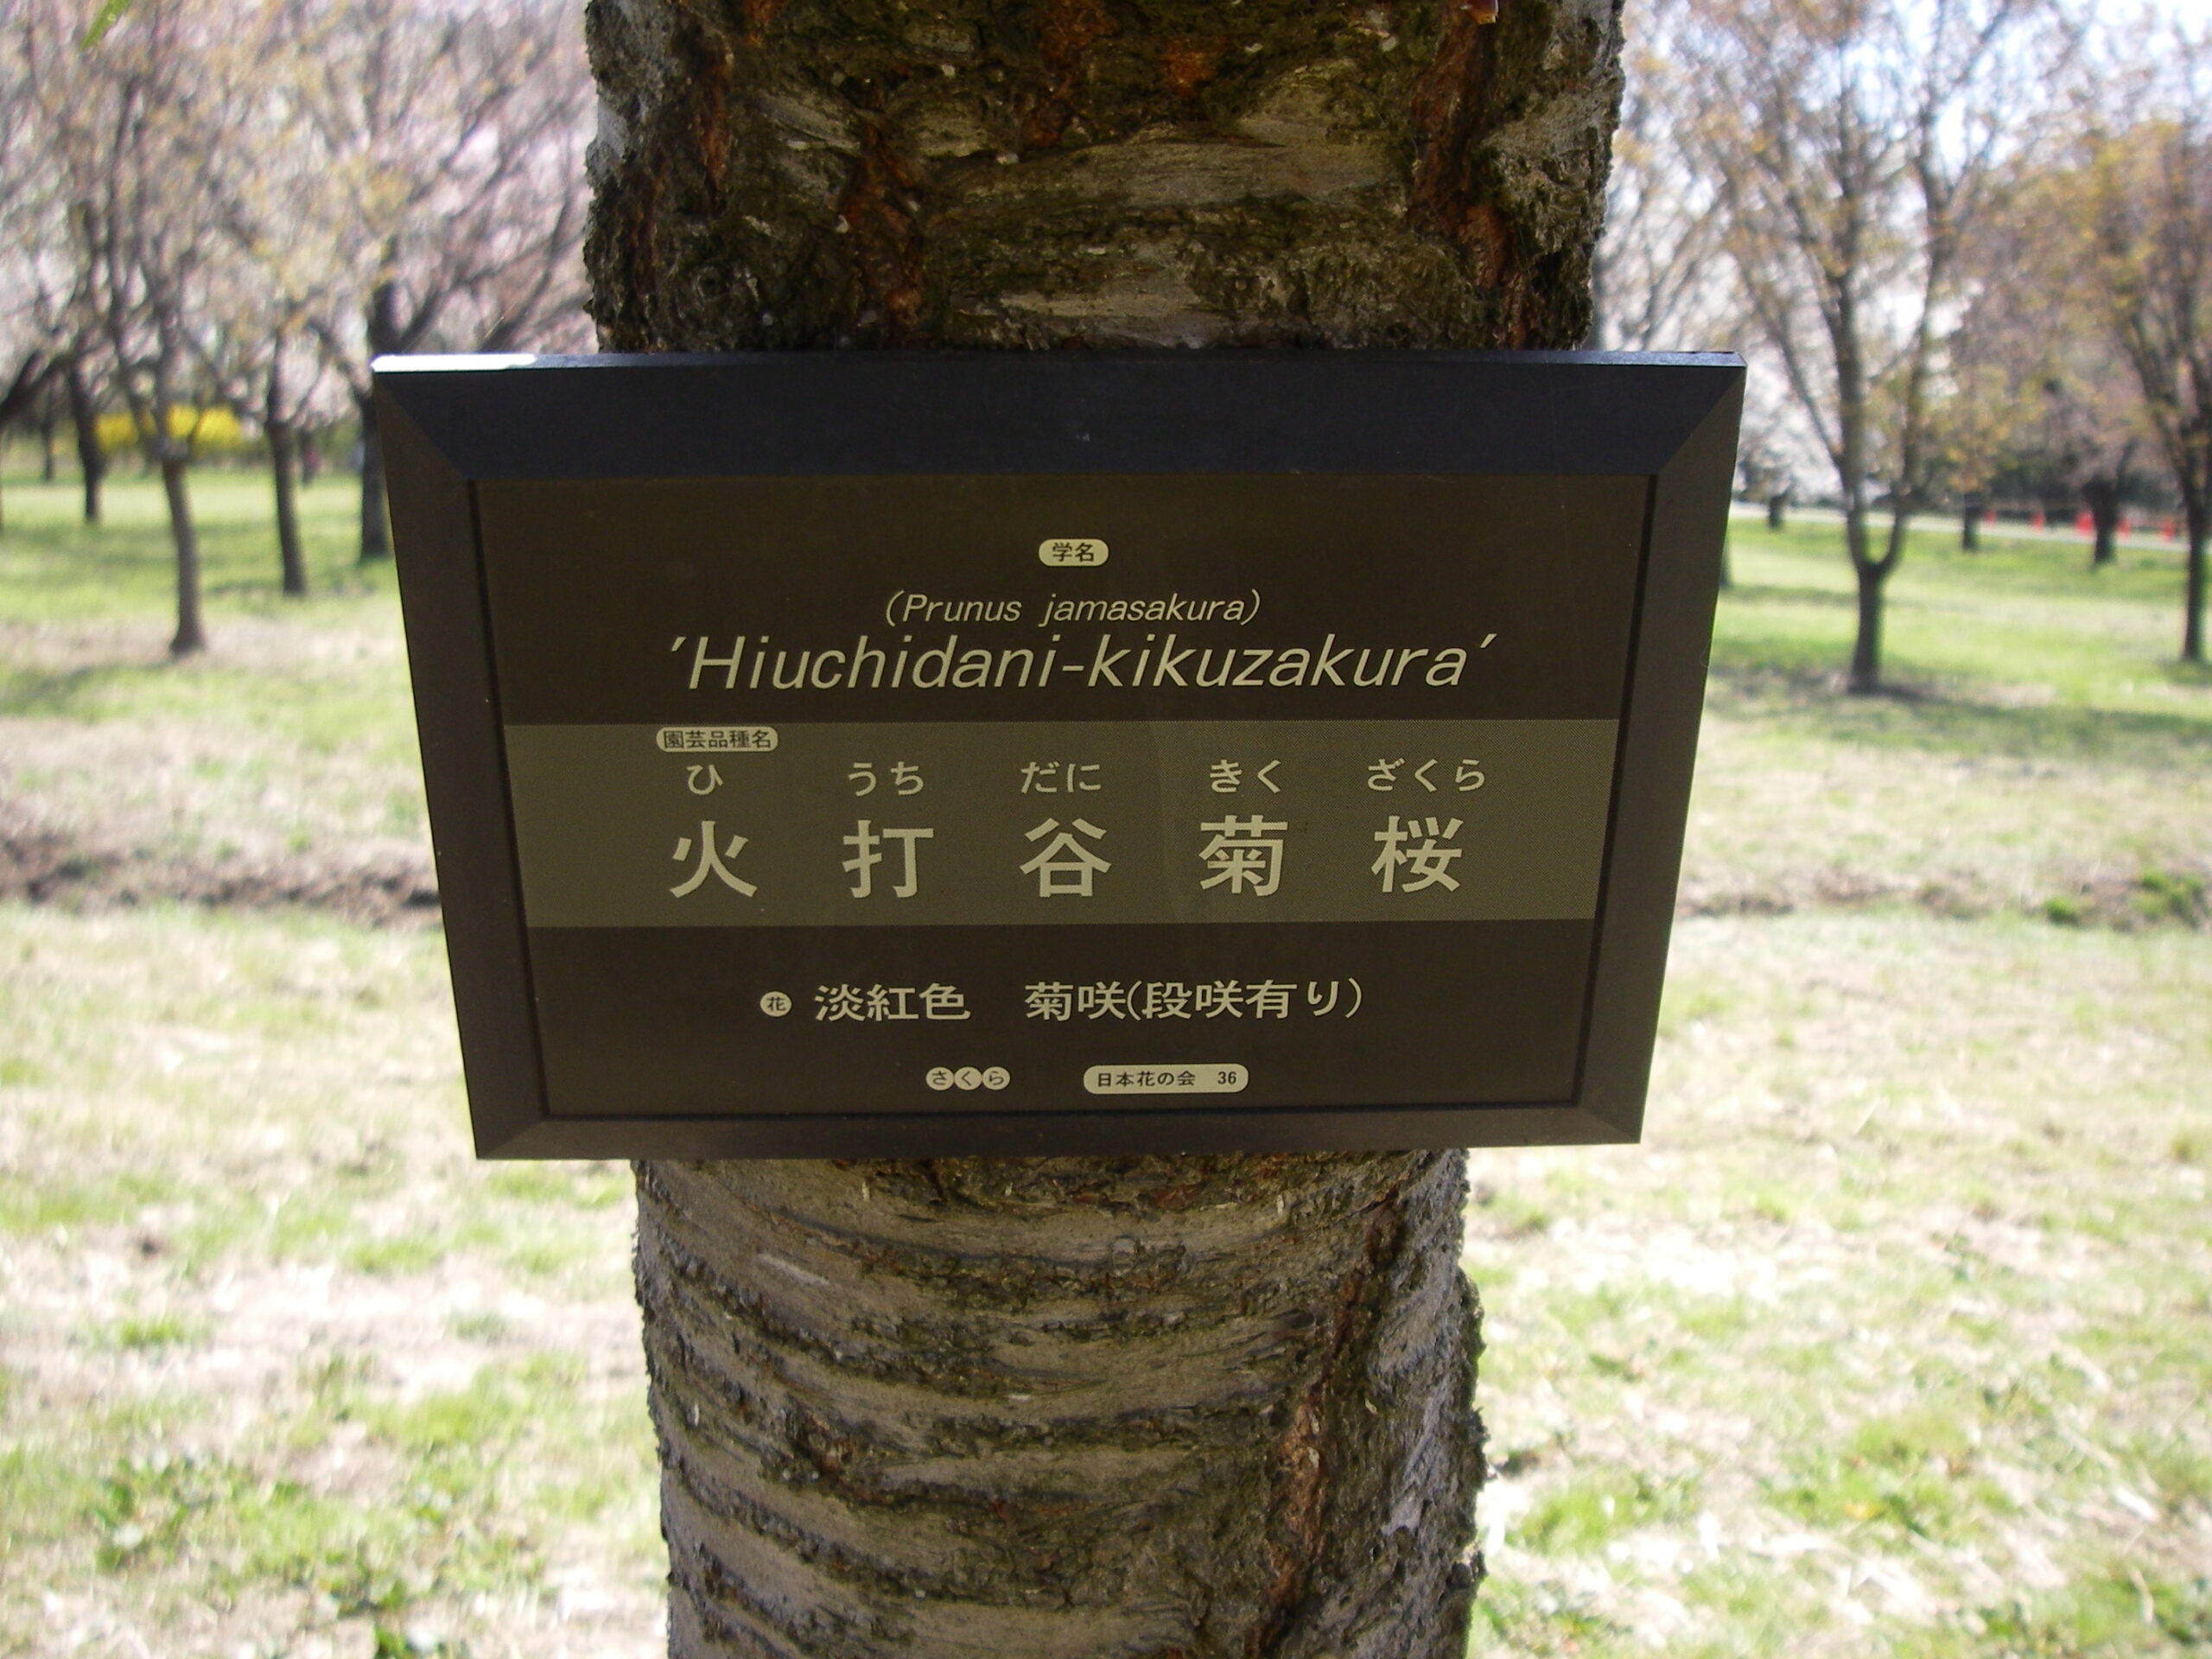 学名
(Prunus jamasakura)
'Hiuchidani-kikuzakura'
園芸品種名
ひ うち だに きく ざくら
火打谷菊桜
花 淡紅色 菊咲(段咲有り)
さくら 日本花の会 36